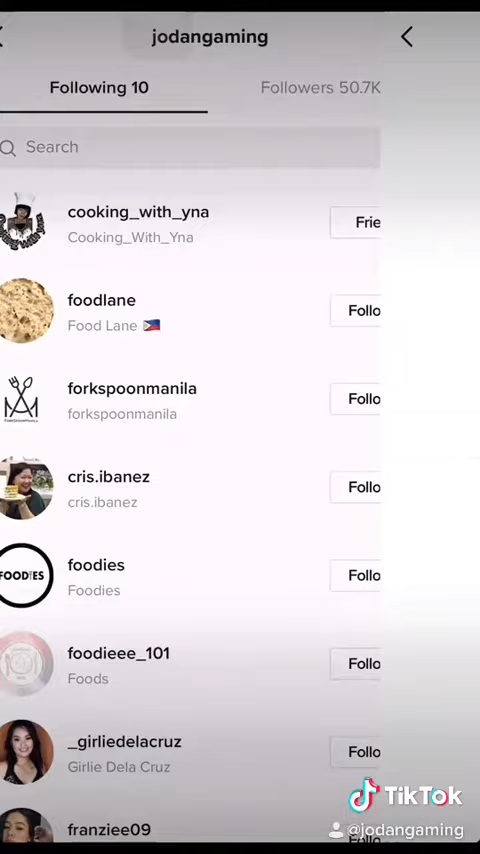 jodangaming
Following 10
Followers 50.7K
Search
cooking_with_yna
Cooking_With_Yna
Frie
foodlane
Food Lane 🇵🇭
Follo
forkspoonmanila
forkspoonmanila
Follo
cris.ibanez
cris.ibanez
Follo
FOODIES
foodies
Foodies
Follo
foodieee_101
Foods
Follo
_girliedelacruz
Girlie Dela Cruz
Follo
franziee09
Follo
TikTok
@jodangaming